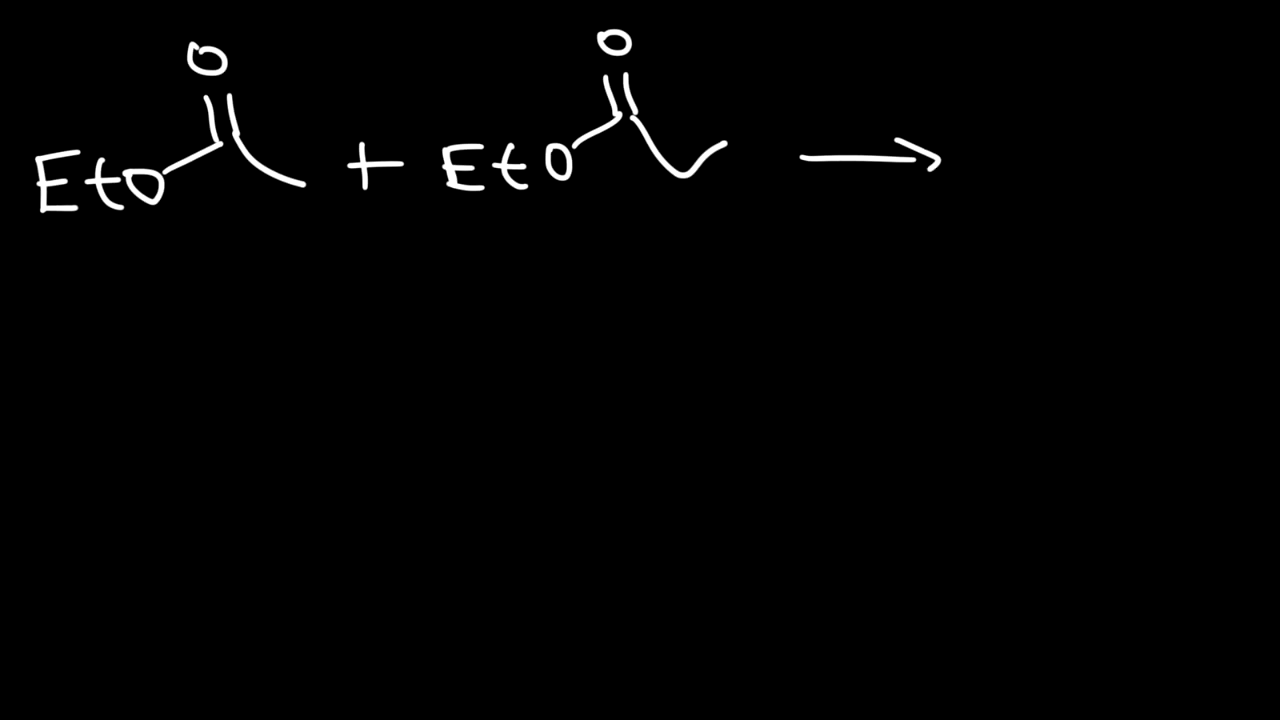 O O
EtO + EtO →